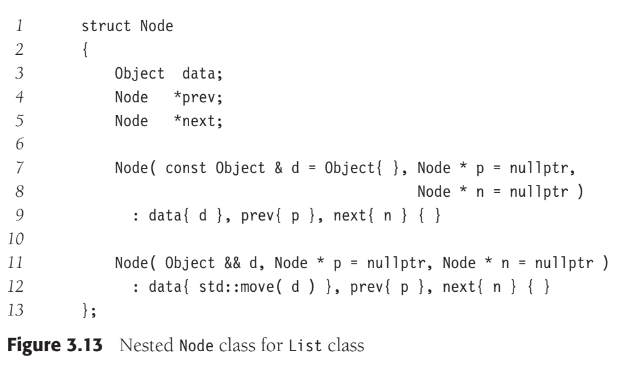 1 struct Node
2 {
3 Object data;
4 Node *prev;
5 Node *next;
6
7 Node( const Object & d = Object{ }, Node * p = nullptr,
8 Node * n = nullptr )
9 : data{ d }, prev{ p }, next{ n } { }
10
11 Node( Object && d, Node * p = nullptr, Node * n = nullptr )
12 : data{ std::move( d ) }, prev{ p }, next{ n } { }
13 };
Figure 3.13 Nested Node class for List class